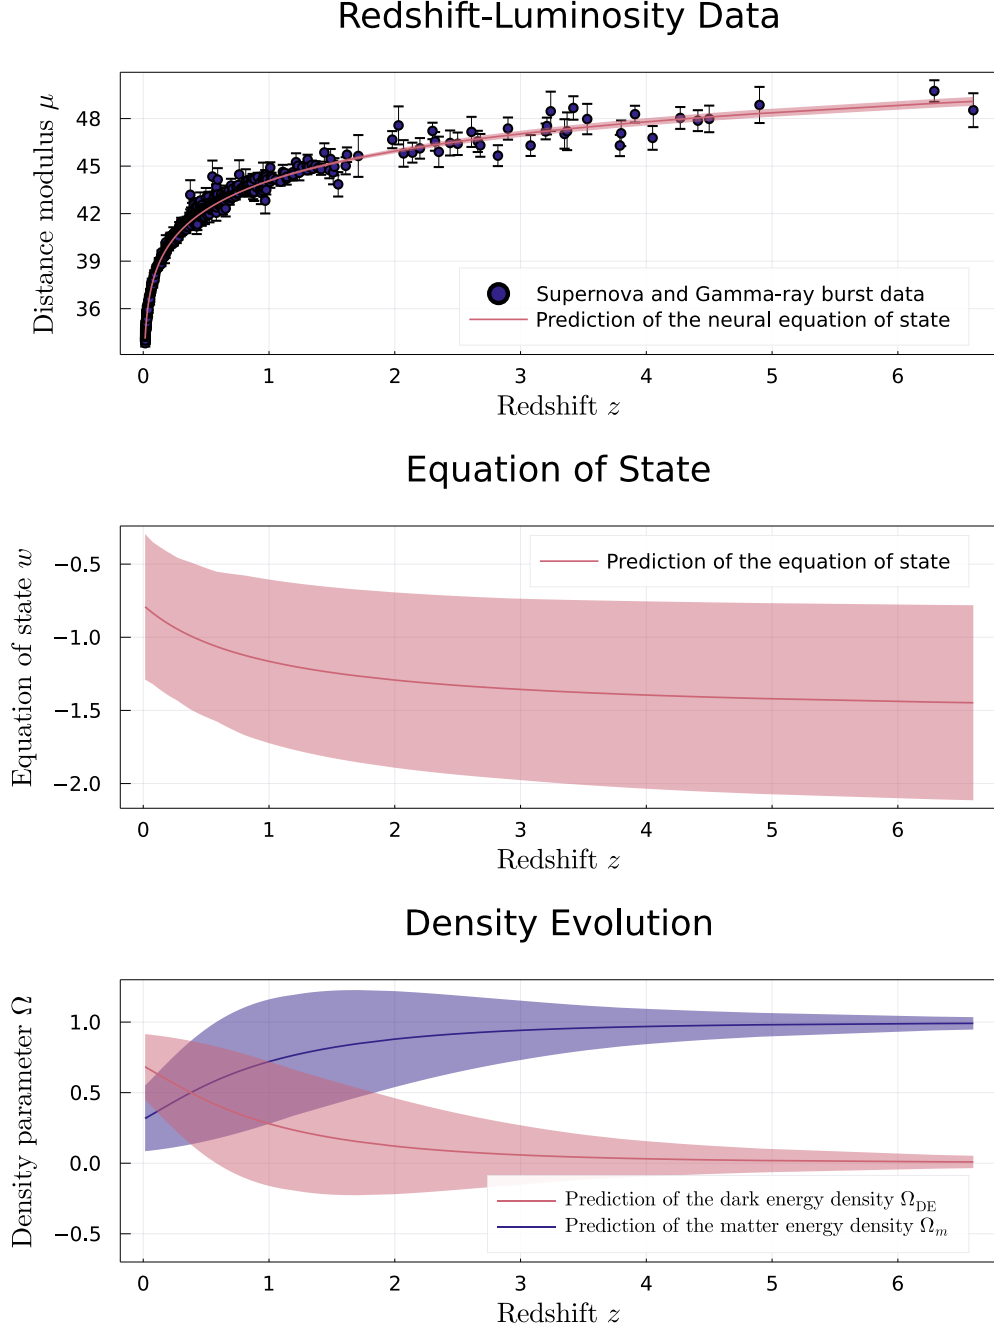 Redshift-Luminosity Data
Distance modulus μ
48
45
42
39
36
Supernova and Gamma-ray burst data
Prediction of the neural equation of state
0 1 2 3 4 5 6
Redshift z
Equation of State
Equation of state w
−0.5
−1.0
−1.5
−2.0
Prediction of the equation of state
0 1 2 3 4 5 6
Redshift z
Density Evolution
Density parameter Ω
1.0
0.5
0.0
−0.5
Prediction of the dark energy density Ω_DE
Prediction of the matter energy density Ω_m
0 1 2 3 4 5 6
Redshift z